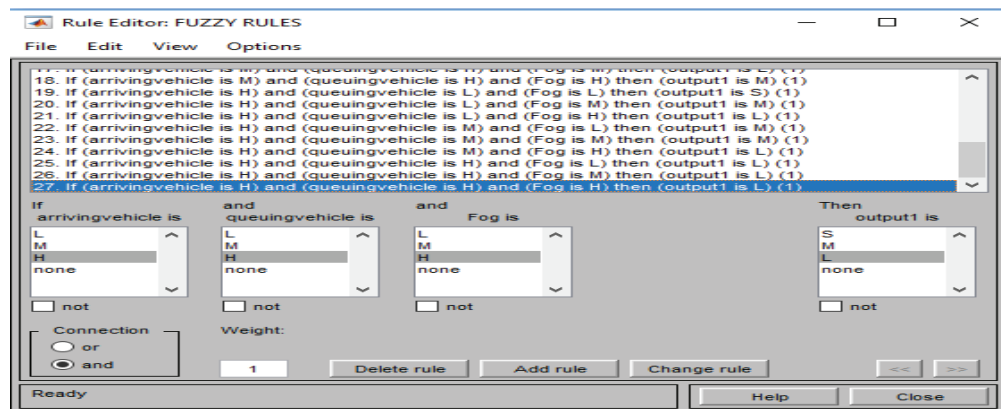 Rule Editor: FUZZY RULES
File Edit View Options
18. If (arrivingvehicle is M) and (queuingvehicle is H) and (Fog is H) then (output1 is M) (1)
19. If (arrivingvehicle is H) and (queuingvehicle is L) and (Fog is L) then (output1 is S) (1)
20. If (arrivingvehicle is H) and (queuingvehicle is L) and (Fog is M) then (output1 is M) (1)
21. If (arrivingvehicle is H) and (queuingvehicle is L) and (Fog is H) then (output1 is L) (1)
22. If (arrivingvehicle is H) and (queuingvehicle is M) and (Fog is L) then (output1 is M) (1)
23. If (arrivingvehicle is H) and (queuingvehicle is M) and (Fog is M) then (output1 is M) (1)
24. If (arrivingvehicle is H) and (queuingvehicle is M) and (Fog is H) then (output1 is L) (1)
25. If (arrivingvehicle is H) and (queuingvehicle is H) and (Fog is L) then (output1 is L) (1)
26. If (arrivingvehicle is H) and (queuingvehicle is H) and (Fog is M) then (output1 is L) (1)
27. If (arrivingvehicle is H) and (queuingvehicle is H) and (Fog is H) then (output1 is L) (1)
If and and Then
arrivingvehicle is queuingvehicle is Fog is output1 is
L L L S
M M M M
H H H L
none none none none
not not not not
Connection Weight:
or
and 1 Delete rule Add rule Change rule << >>
Ready Help Close